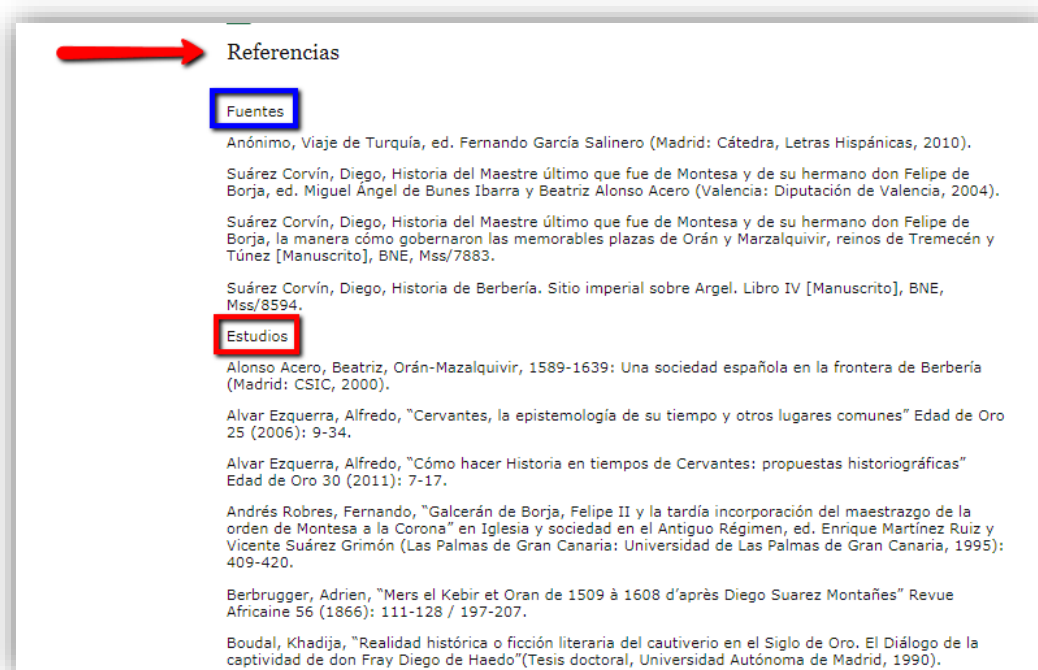 Referencias
Fuentes
Anónimo, Viaje de Turquía, ed. Fernando García Salinero (Madrid: Cátedra, Letras Hispánicas, 2010).
Suárez Corvín, Diego, Historia del Maestre último que fue de Montesa y de su hermano don Felipe de
Borja, ed. Miguel Ángel de Bunes Ibarra y Beatriz Alonso Acero (Valencia: Diputación de Valencia, 2004).
Suárez Corvín, Diego, Historia del Maestre último que fue de Montesa y de su hermano don Felipe de
Borja, la manera cómo gobernaron las memorables plazas de Orán y Marzalquivir, reinos de Tremecén y
Túnez [Manuscrito], BNE, Mss/7883.
Suárez Corvín, Diego, Historia de Berbería. Sitio imperial sobre Argel. Libro IV [Manuscrito], BNE,
Mss/8594.
Estudios
Alonso Acero, Beatriz, Orán-Mazalquivir, 1589-1639: Una sociedad española en la frontera de Berbería
(Madrid: CSIC, 2000).
Alvar Ezquerra, Alfredo, “Cervantes, la epistemología de su tiempo y otros lugares comunes” Edad de Oro
25 (2006): 9-34.
Alvar Ezquerra, Alfredo, “Cómo hacer Historia en tiempos de Cervantes: propuestas historiográficas”
Edad de Oro 30 (2011): 7-17.
Andrés Robres, Fernando, “Galcerán de Borja, Felipe II y la tardía incorporación del maestrazgo de la
orden de Montesa a la Corona” en Iglesia y sociedad en el Antiguo Régimen, ed. Enrique Martínez Ruiz y
Vicente Suárez Grimón (Las Palmas de Gran Canaria: Universidad de Las Palmas de Gran Canaria, 1995):
409-420.
Berbrugger, Adrien, “Mers el Kebir et Oran de 1509 à 1608 d’après Diego Suarez Montañes” Revue
Africaine 56 (1866): 111-128 / 197-207.
Boudal, Khadija, “Realidad histórica o ficción literaria del cautiverio en el Siglo de Oro. El Diálogo de la
captividad de don Fray Diego de Haedo”(Tesis doctoral, Universidad Autónoma de Madrid, 1990).